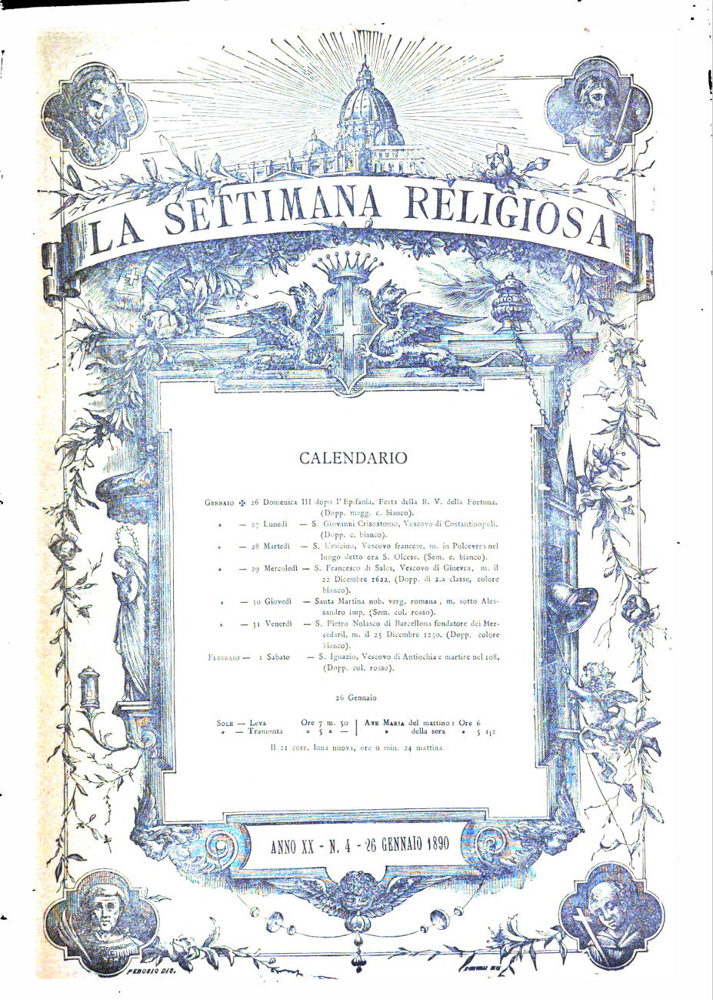 ECCE
LA SETTIMANA RELIGIOSA
CALENDARIO
GENNAIO ✠ 26 Domenica III dopo l'Epifania, Festa della B. V. della Fortuna.
(Dopp. magg. c. bianco).
» — 27 Lunedì — S. Giovanni Crisostomo, Vescovo di Costantinopoli.
(Dopp. c. bianco).
» — 28 Martedì — S. Ursicino, Vescovo francese, m. in Polcevera nel
luogo detto ora S. Olcese. (Sem. c. bianco).
» — 29 Mercoledì — S. Francesco di Sales, Vescovo di Ginevra, m. il
22 Dicembre 1622. (Dopp. di 2.a classe, colore
bianco).
» — 30 Giovedì — Santa Martina nob. verg. romana, m. sotto Ales-
sandro imp. (Sem. col. rosso).
» — 31 Venerdì — S. Pietro Nolasco di Barcellona fondatore dei Mer-
cedarii, m. il 25 Dicembre 1250. (Dopp. colore
bianco).
FEBBRAIO — 1 Sabato — S. Ignazio, Vescovo di Antiochia e martire nel 108.
(Dopp. col. rosso).
26 Gennaio
SOLE — Leva Ore 7 m. 50 | AVE MARIA del mattino: Ore 6
» — Tramonta » 5 » — | » della sera » 5 1|2
Il 21 corr. luna nuova, ore 0 min. 24 mattina.
ANNO XX - N. 4 - 26 GENNAIO 1890
PEROSIO DIS.